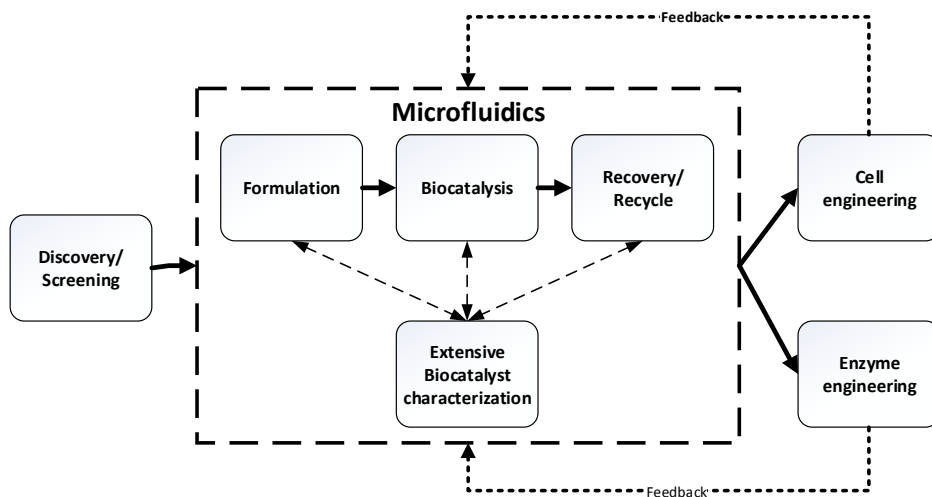 Feedback
Microfluidics
Formulation
Biocatalysis
Recovery/
Recycle
Cell
engineering
Discovery/
Screening
Extensive
Biocatalyst
characterization
Enzyme
engineering
Feedback